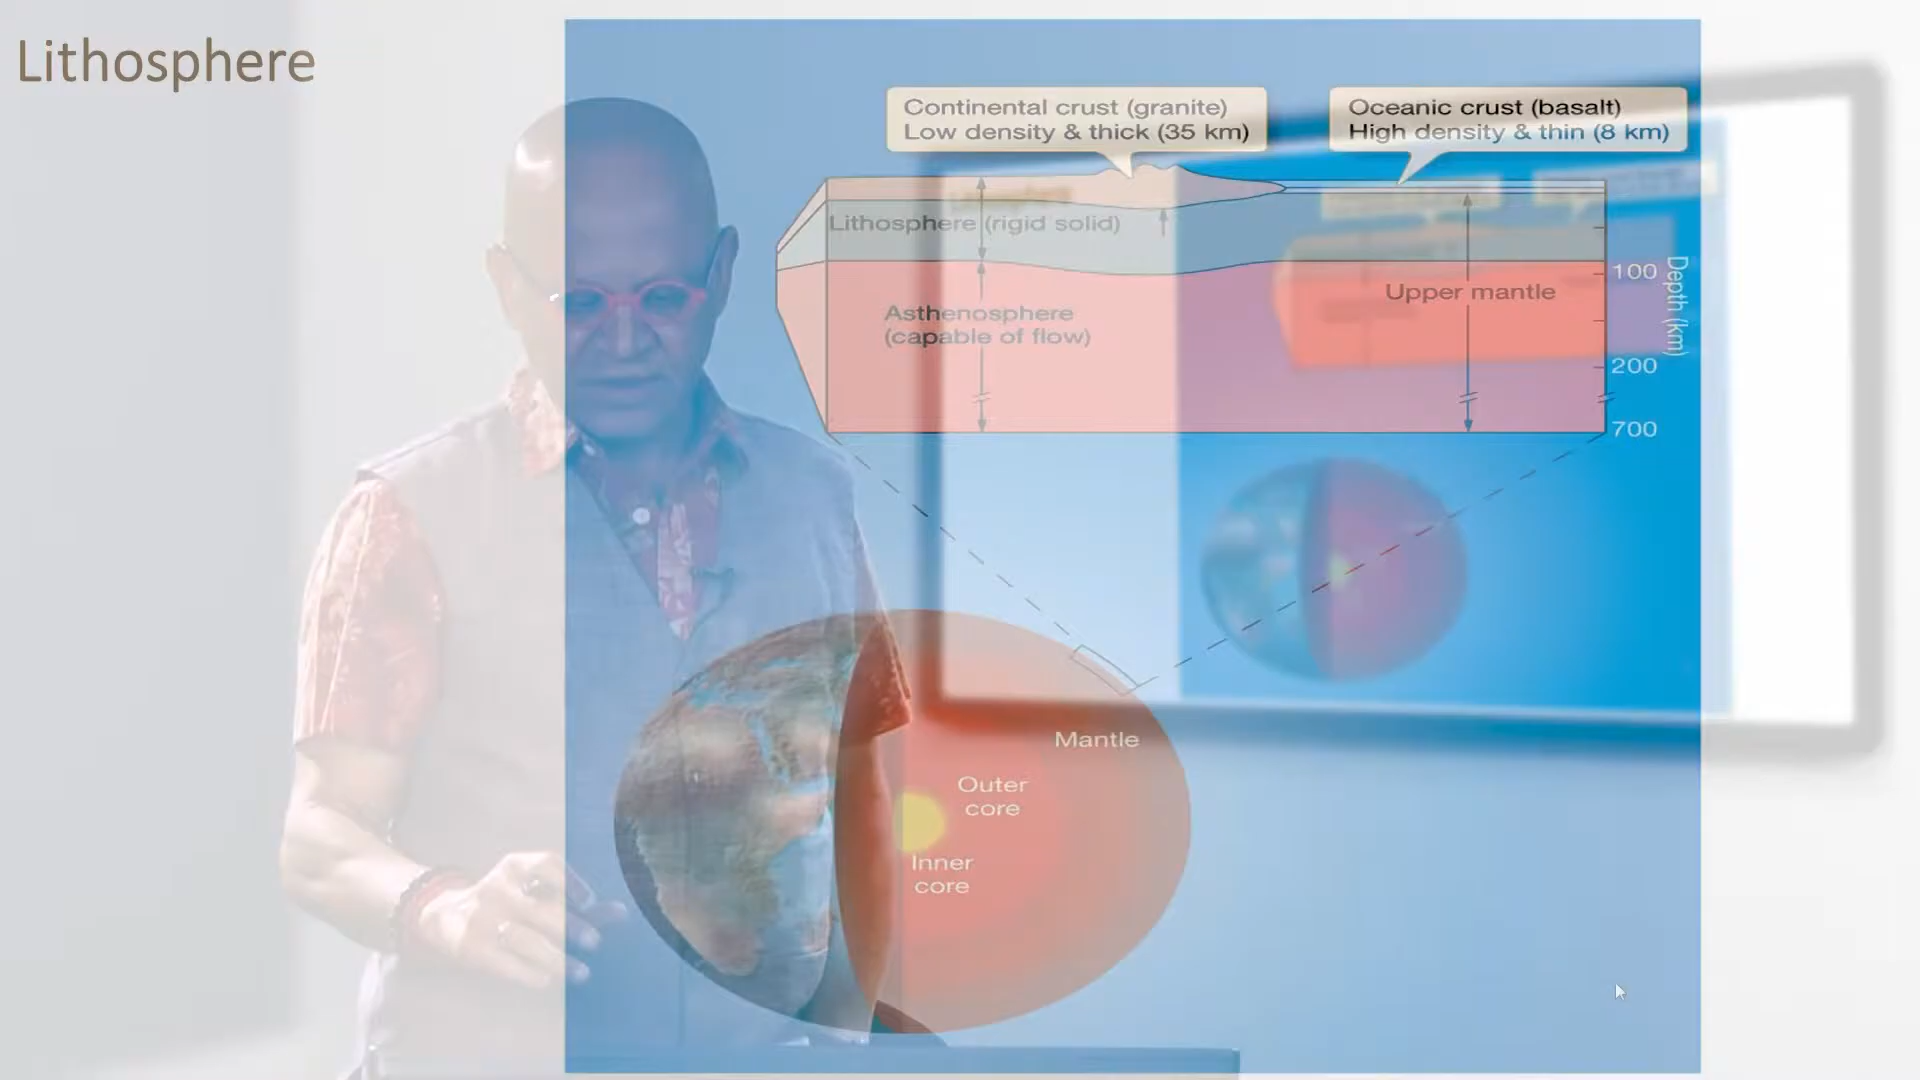 Lithosphere
Continental crust (granite)
Low density & thick (35 km)
Oceanic crust (basalt)
High density & thin (8 km)
Lithosphere (rigid solid)
Asthenosphere
(capable of flow)
Upper mantle
100
200
700
Depth (km)
Mantle
Outer
core
Inner
core